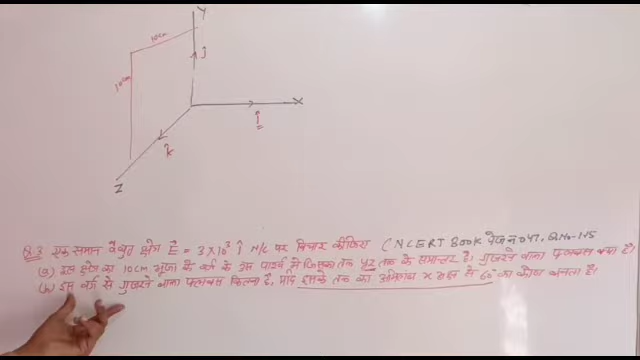 Y
10cm
10cm
j
X
î
k̂
Z
Q.3 एक समान वैद्युत क्षेत्र E⃗ = 3×10³ î N/C पर विचार कीजिए (NCERT BOOK पेज न 047, Q.No-1.15
(a) इस क्षेत्र का 10cm भुजा के वर्ग के उस पार्श्व से जिसका तल yz तल के समान्तर है। गुजरने वाला फ्लक्स क्या है?
(b) इस वर्ग से गुजरने वाला फ्लक्स कितना है, यदि इसके तल का अभिलम्ब X अक्ष से 60° का कोण बनाता है।